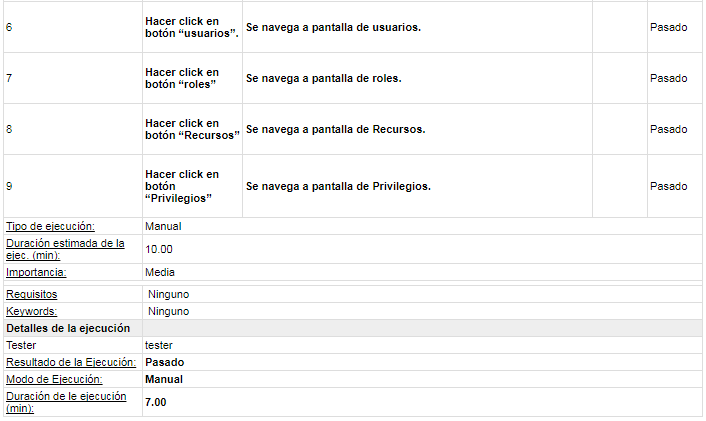 6
Hacer click en
botón “usuarios”.
Se navega a pantalla de usuarios.
Pasado
7
Hacer click en
botón “roles”
Se navega a pantalla de roles.
Pasado
8
Hacer click en
botón “Recursos”
Se navega a pantalla de Recursos.
Pasado
9
Hacer click en
botón
“Privilegios”
Se navega a pantalla de Privilegios.
Pasado
Tipo de ejecución:
Manual
Duración estimada de la
ejec. (min):
10.00
Importancia:
Media
Requisitos
Ninguno
Keywords:
Ninguno
Detalles de la ejecución
Tester
tester
Resultado de la Ejecución:
Pasado
Modo de Ejecución:
Manual
Duración de le ejecución
(min):
7.00